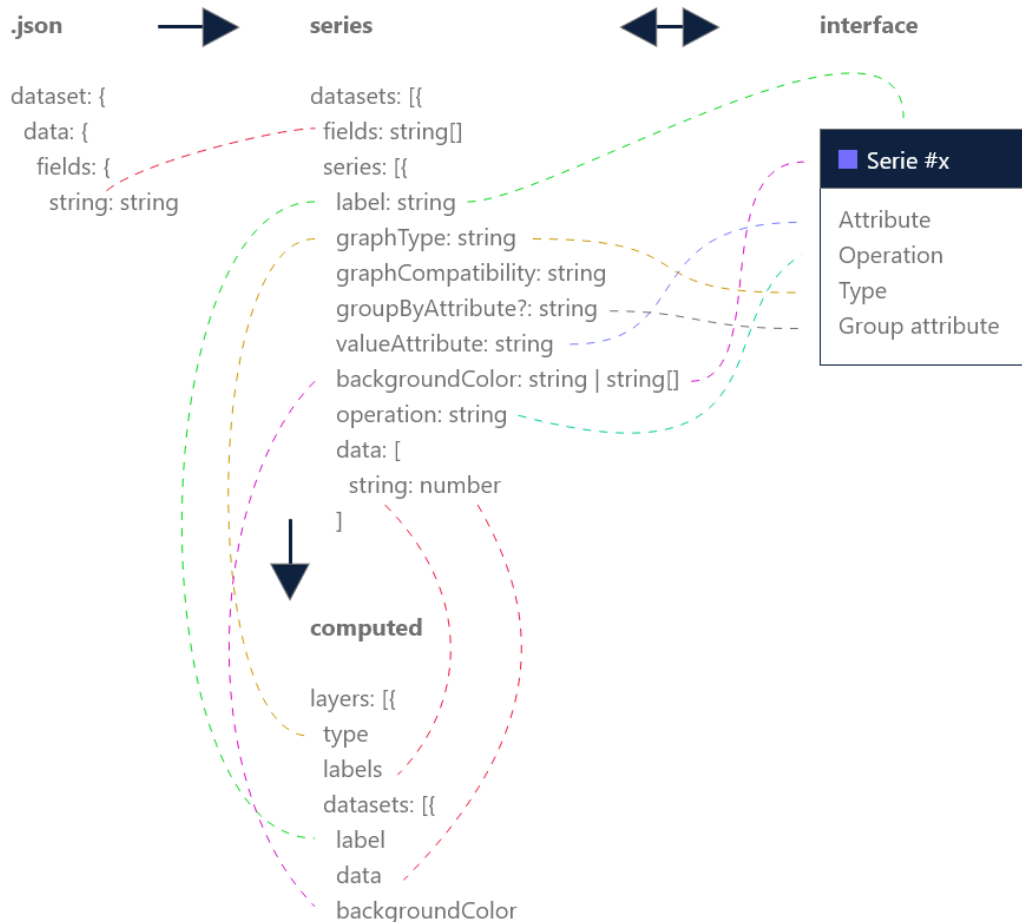 .json
dataset: {
data: {
fields: {
string: string
series
datasets: [{
fields: string[]
series: [{
label: string
graphType: string
graphCompatibility: string
groupByAttribute?: string
valueAttribute: string
backgroundColor: string | string[]
operation: string
data: [
string: number
]
computed
layers: [{
type
labels
datasets: [{
label
data
backgroundColor
interface
Serie #x
Attribute
Operation
Type
Group attribute